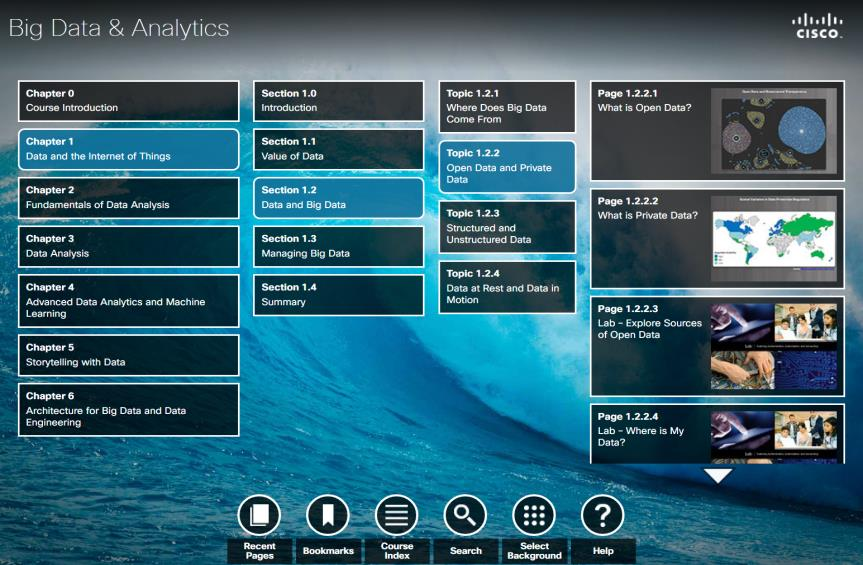 Big Data & Analytics
CISCO
Chapter 0
Course Introduction
Chapter 1
Data and the Internet of Things
Chapter 2
Fundamentals of Data Analysis
Chapter 3
Data Analysis
Chapter 4
Advanced Data Analytics and Machine
Learning
Chapter 5
Storytelling with Data
Chapter 6
Architecture for Big Data and Data
Engineering
Section 1.0
Introduction
Section 1.1
Value of Data
Section 1.2
Data and Big Data
Section 1.3
Managing Big Data
Section 1.4
Summary
Topic 1.2.1
Where Does Big Data
Come From
Topic 1.2.2
Open Data and Private
Data
Topic 1.2.3
Structured and
Unstructured Data
Topic 1.2.4
Data at Rest and Data in
Motion
Page 1.2.2.1
What is Open Data?
Page 1.2.2.2
What is Private Data?
Page 1.2.2.3
Lab – Explore Sources
of Open Data
Page 1.2.2.4
Lab – Where is My
Data?
Recent
Pages
Bookmarks
Course
Index
Search
Select
Background
Help